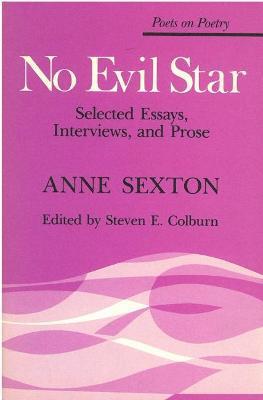 Poets on Poetry
No Evil Star
Selected Essays,
Interviews, and Prose
ANNE SEXTON
Edited by Steven E. Colburn